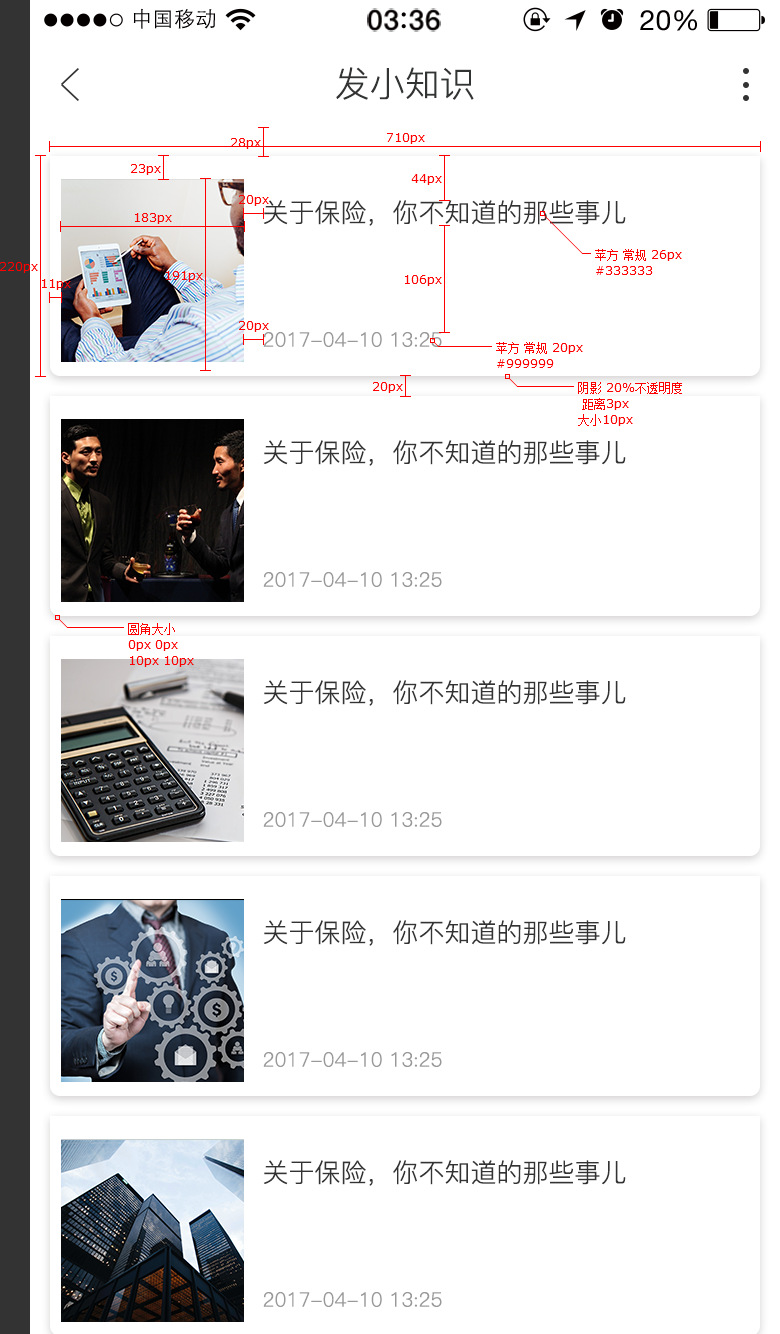 中国移动 03:36 20%
发小知识
28px
710px
23px
44px
183px
20px
关于保险，你不知道的那些事儿
苹方 常规 26px
#333333
220px
191px
11px
106px
20px
2017-04-10 13:25
苹方 常规 20px
#999999
20px
阴影 20%不透明度
距离3px
大小10px
关于保险，你不知道的那些事儿
2017-04-10 13:25
圆角大小
0px 0px
10px 10px
关于保险，你不知道的那些事儿
2017-04-10 13:25
关于保险，你不知道的那些事儿
2017-04-10 13:25
关于保险，你不知道的那些事儿
2017-04-10 13:25